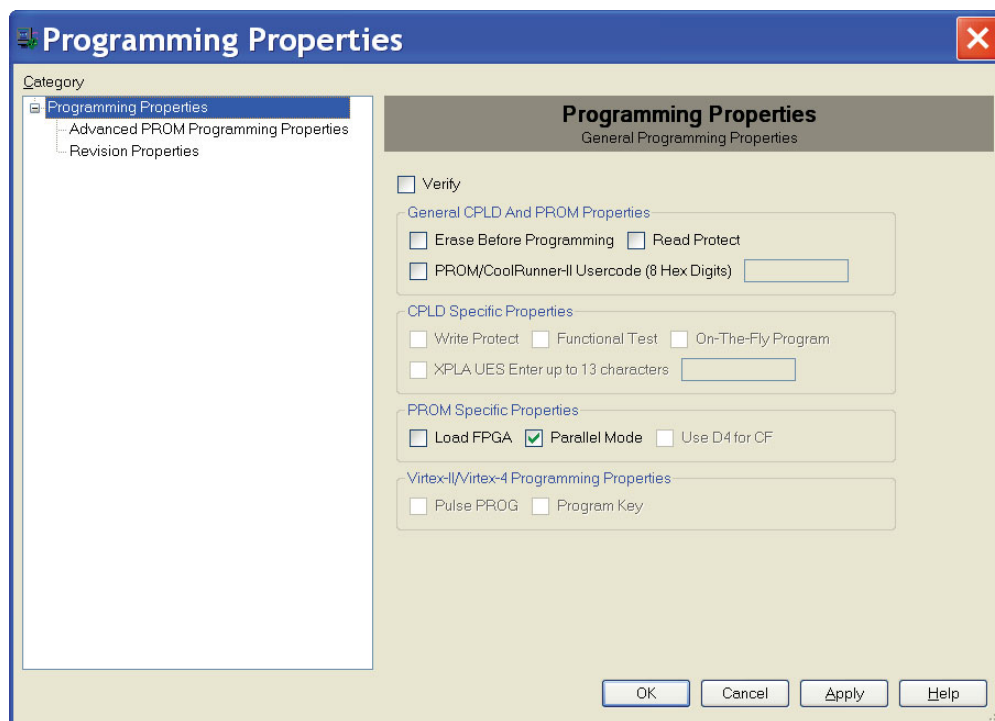 Programming Properties
Category
Programming Properties
Advanced PROM Programming Properties
Revision Properties
Programming Properties
General Programming Properties
Verify
General CPLD And PROM Properties
Erase Before Programming Read Protect
PROM/CoolRunner-II Usercode (8 Hex Digits)
CPLD Specific Properties
Write Protect Functional Test On-The-Fly Program
XPLA UES Enter up to 13 characters
PROM Specific Properties
Load FPGA Parallel Mode Use D4 for CF
Virtex-II/Virtex-4 Programming Properties
Pulse PROG Program Key
OK Cancel Apply Help